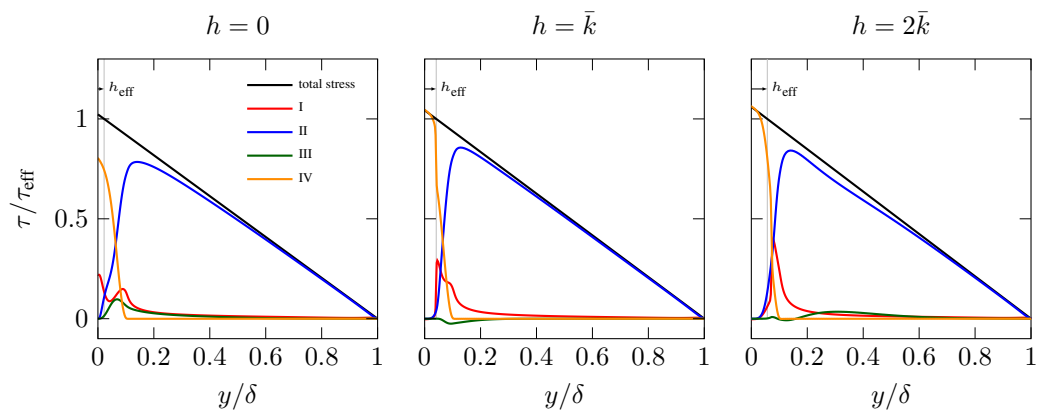 h = 0
h = k̄
h = 2k̄
τ/τ_eff
1
0.5
0
h_eff
total stress
I
II
III
IV
h_eff
h_eff
0 0.2 0.4 0.6 0.8 1
0 0.2 0.4 0.6 0.8 1
0 0.2 0.4 0.6 0.8 1
y/δ
y/δ
y/δ